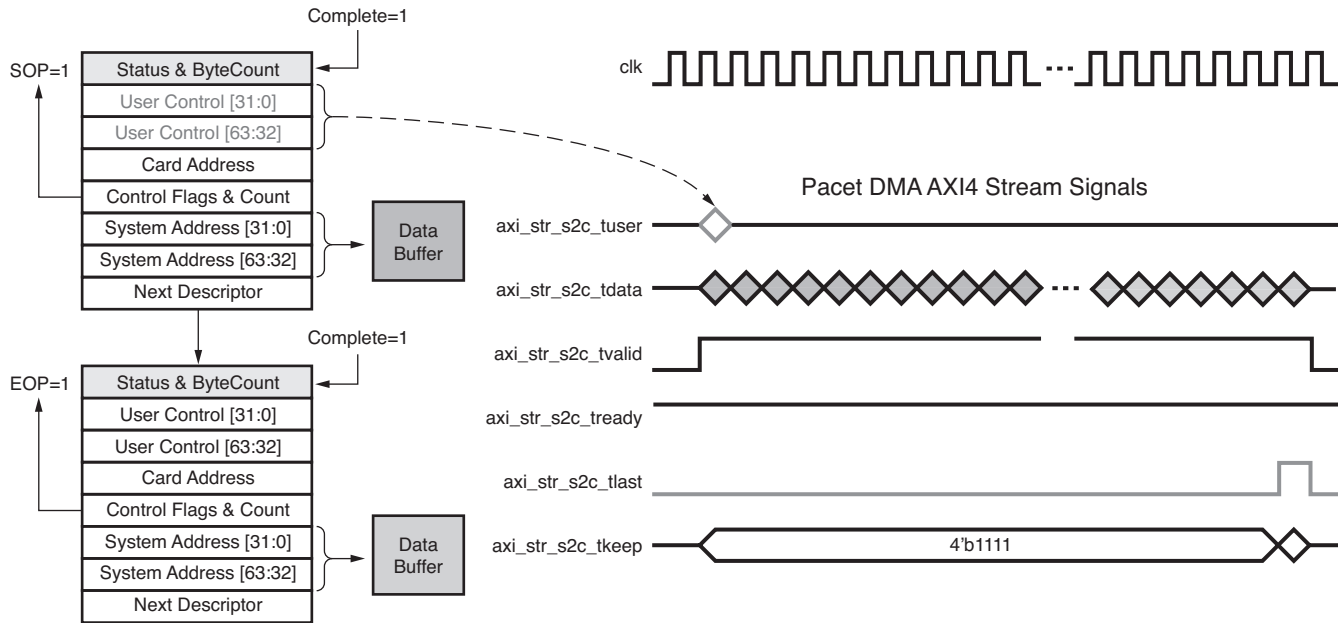 Complete=1
SOP=1
Status & ByteCount
User Control [31:0]
User Control [63:32]
Card Address
Control Flags & Count
System Address [31:0]
System Address [63:32]
Next Descriptor
Data
Buffer
Complete=1
EOP=1
Status & ByteCount
User Control [31:0]
User Control [63:32]
Card Address
Control Flags & Count
System Address [31:0]
System Address [63:32]
Next Descriptor
Data
Buffer
clk
Pacet DMA AXI4 Stream Signals
axi_str_s2c_tuser
axi_str_s2c_tdata
axi_str_s2c_tvalid
axi_str_s2c_tready
axi_str_s2c_tlast
axi_str_s2c_tkeep
4'b1111